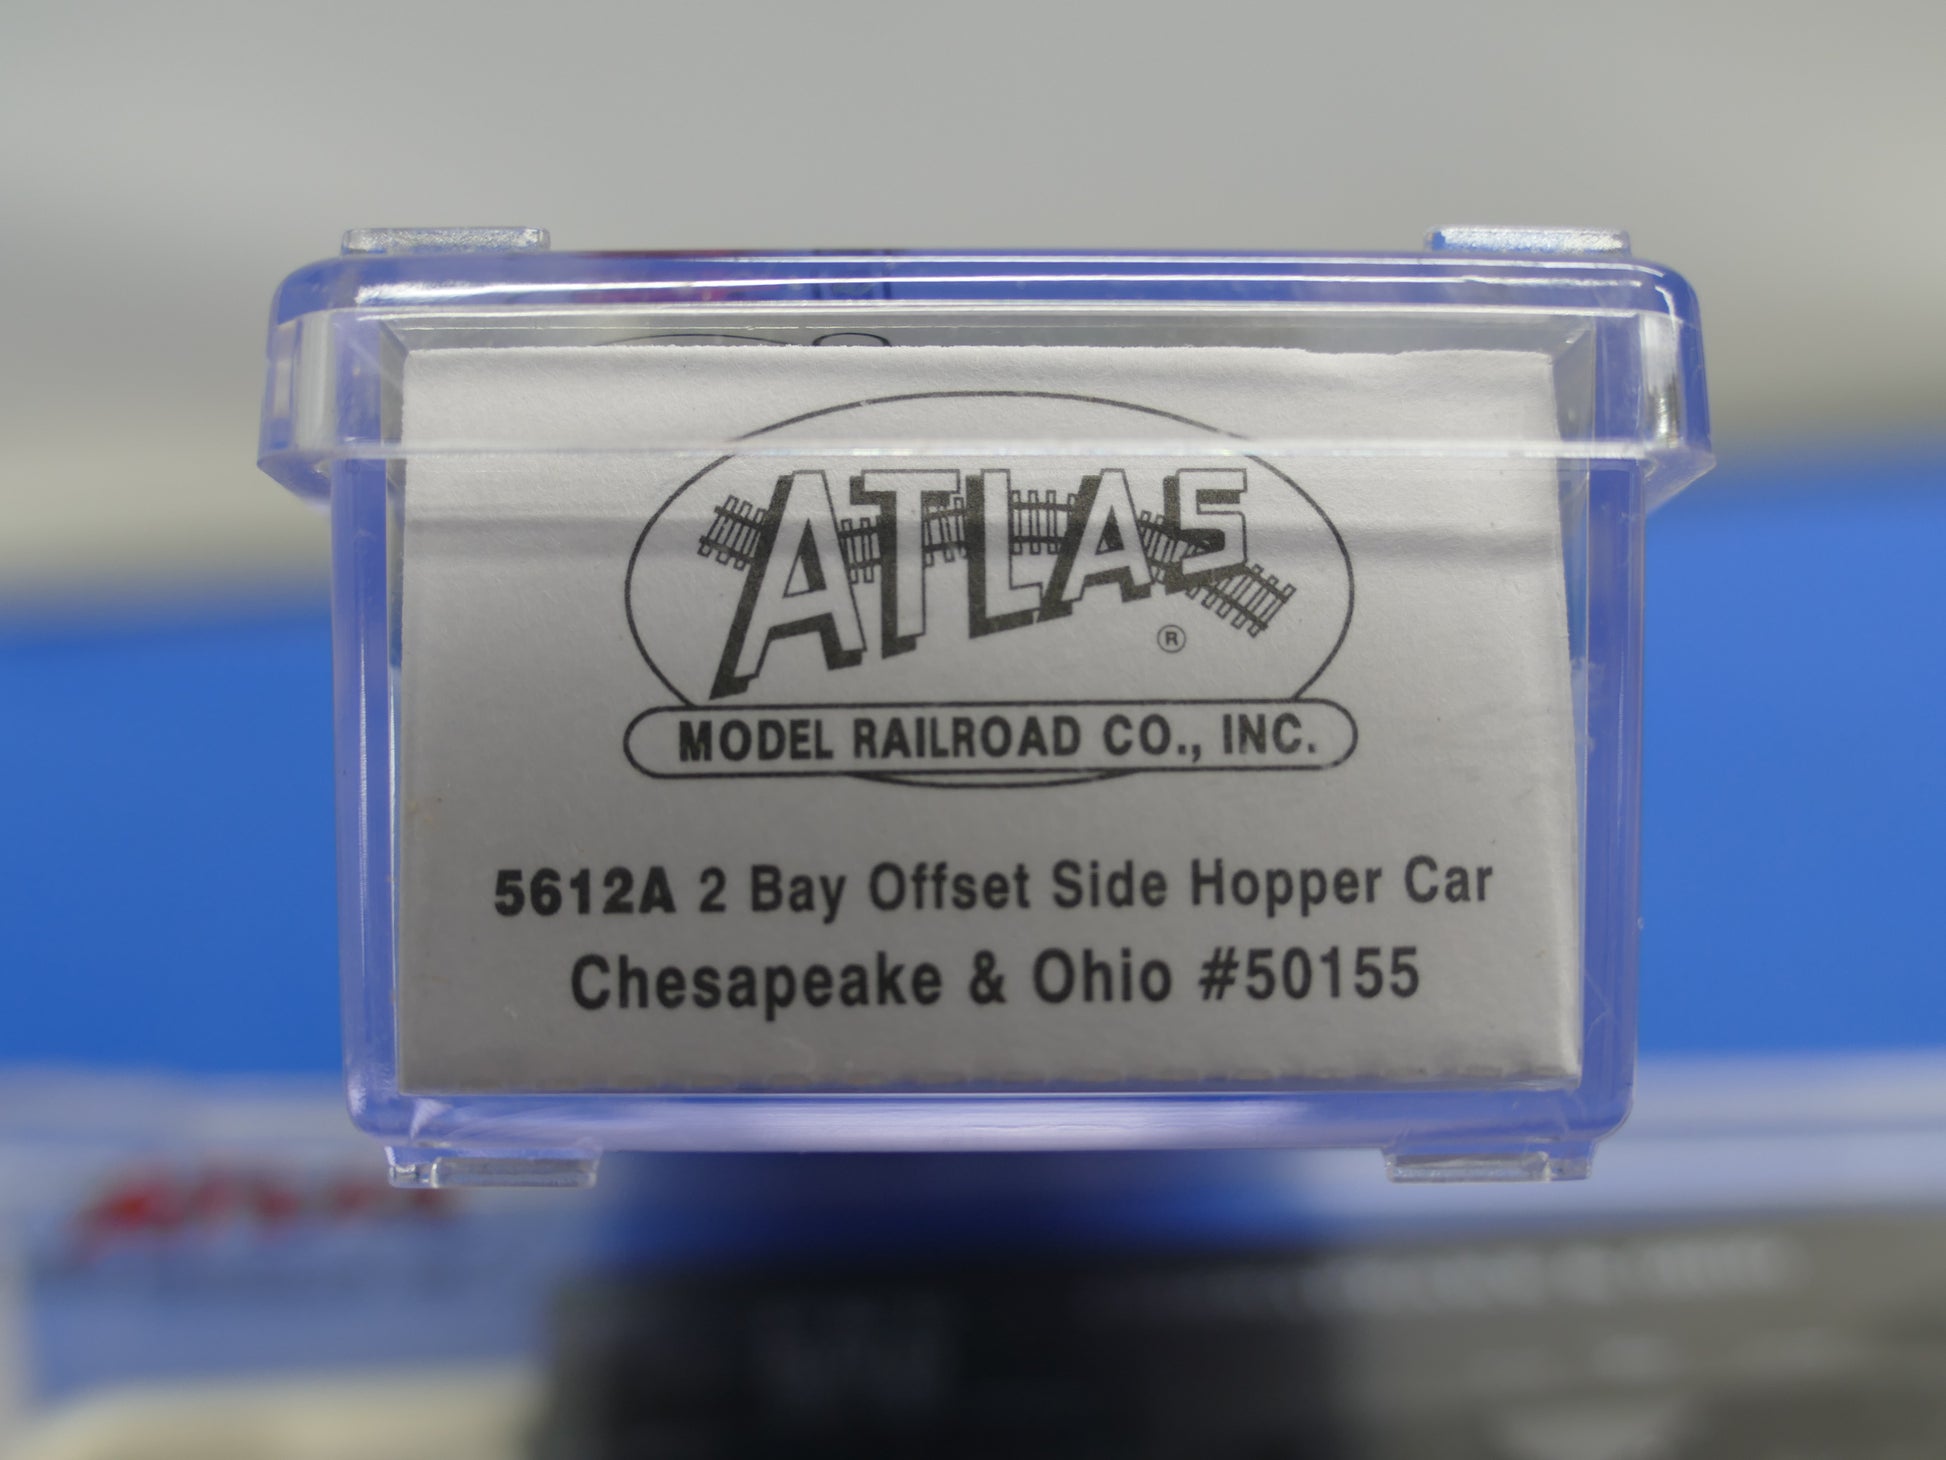 ATLAS
®
MODEL RAILROAD CO., INC.
5612A 2 Bay Offset Side Hopper Car
Chesapeake & Ohio #50155